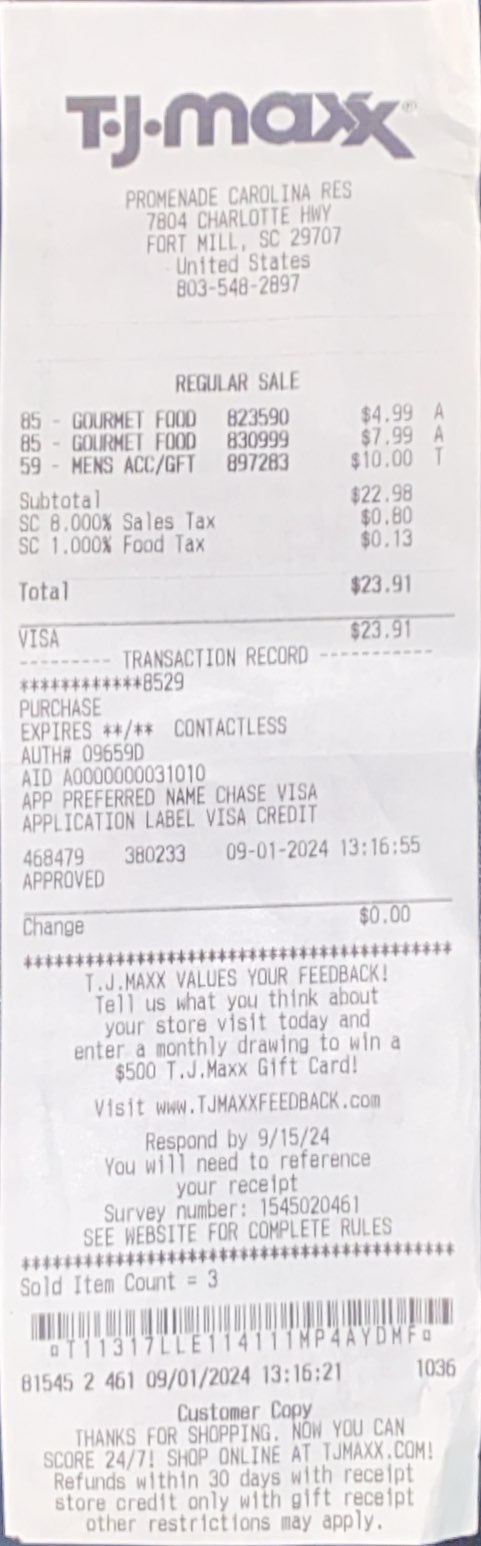 T·J·maxx®
PROMENADE CAROLINA RES
7804 CHARLOTTE HWY
FORT MILL, SC 29707
United States
803-548-2897
REGULAR SALE
85 - GOURMET FOOD 823590 $4.99 A
85 - GOURMET FOOD 830999 $7.99 A
59 - MENS ACC/GFT 897283 $10.00 T
Subtotal $22.98
SC 8.000% Sales Tax $0.80
SC 1.000% Food Tax $0.13
Total $23.91
VISA $23.91
--------- TRANSACTION RECORD -----------
************8529
PURCHASE
EXPIRES **/** CONTACTLESS
AUTH# 09659D
AID A0000000031010
APP PREFERRED NAME CHASE VISA
APPLICATION LABEL VISA CREDIT
468479 380233 09-01-2024 13:16:55
APPROVED
Change $0.00
******************************************
T.J.MAXX VALUES YOUR FEEDBACK!
Tell us what you think about
your store visit today and
enter a monthly drawing to win a
$500 T.J.Maxx Gift Card!
Visit www.TJMAXXFEEDBACK.com
Respond by 9/15/24
You will need to reference
your receipt
Survey number: 1545020461
SEE WEBSITE FOR COMPLETE RULES
******************************************
Sold Item Count = 3
¤T11317LLE114111MP4AYDMF¤
81545 2 461 09/01/2024 13:16:21 1036
Customer Copy
THANKS FOR SHOPPING. NOW YOU CAN
SCORE 24/7! SHOP ONLINE AT TJMAXX.COM!
Refunds within 30 days with receipt
store credit only with gift receipt
other restrictions may apply.